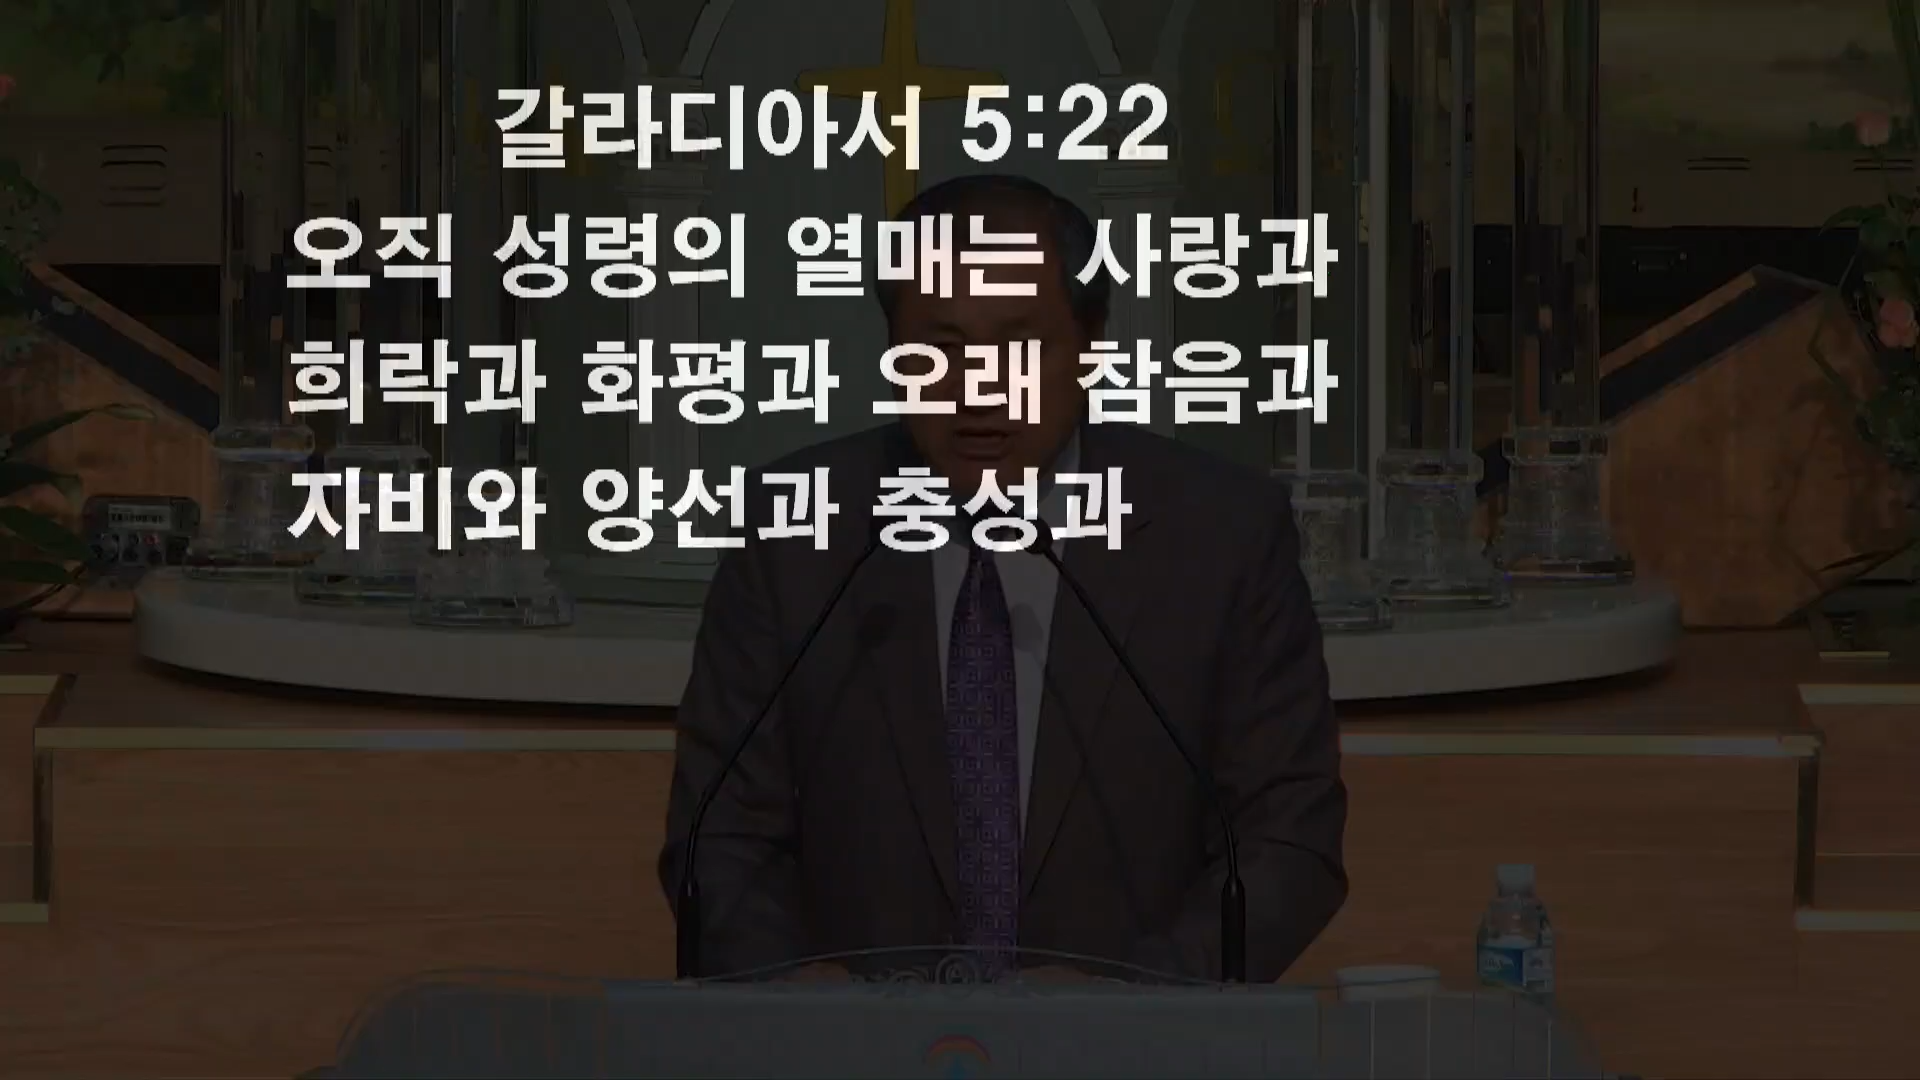 갈라디아서 5:22
오직 성령의 열매는 사랑과
희락과 화평과 오래 참음과
자비와 양선과 충성과